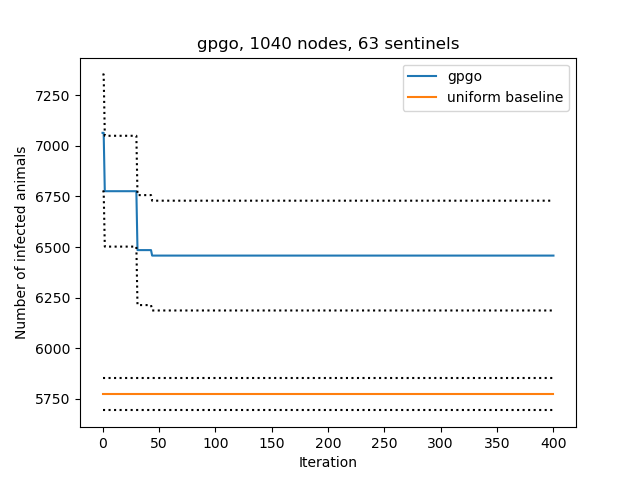 gpgo, 1040 nodes, 63 sentinels
gpgo
uniform baseline
7250
7000
6750
6500
6250
6000
5750
Number of infected animals
0 50 100 150 200 250 300 350 400
Iteration